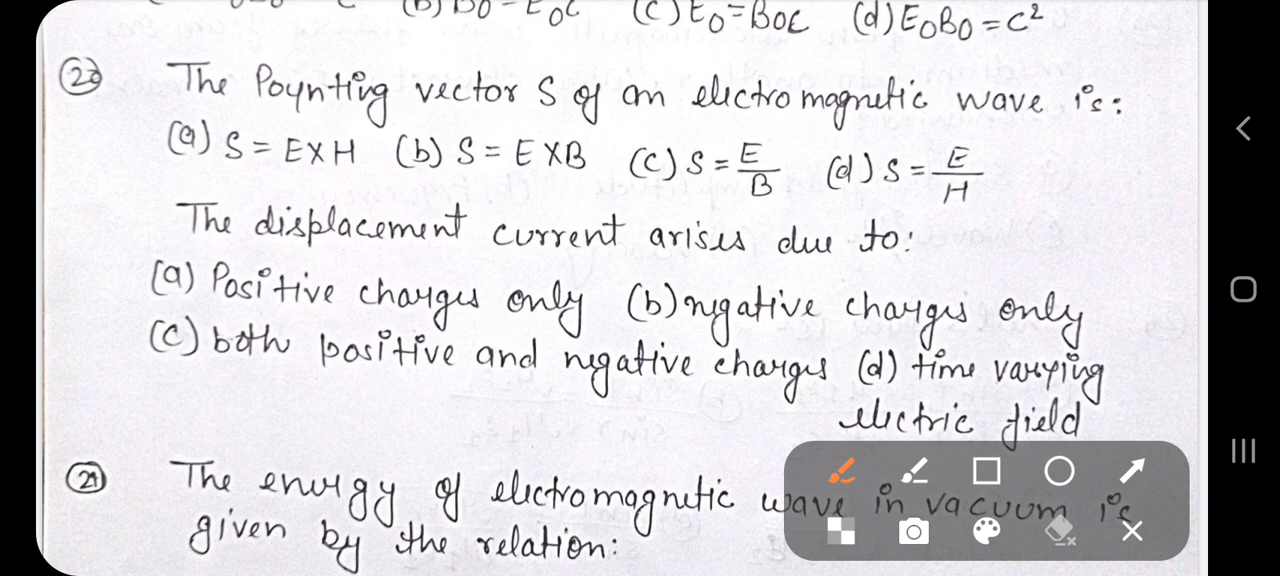 (b) B0 = E0C (c) E0 = B0C (d) E0B0 = C²
(20) The Poynting vector S of an electromagnetic wave is:
(a) S = E×H (b) S = E×B (c) S = E/B (d) S = E/H
The displacement current arises due to:
(a) Positive charges only (b) negative charges only
(c) both positive and negative charges (d) time varying
electric field
(21) The energy of electromagnetic wave in vacuum is
given by the relation: